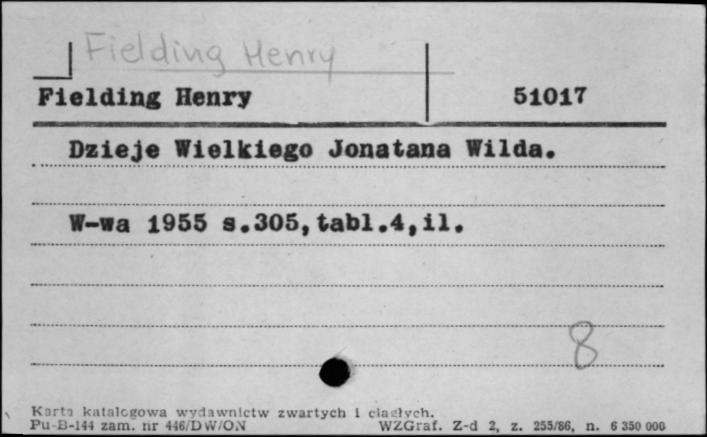 Fielding Henry
Fielding Henry 51017
Dzieje Wielkiego Jonatana Wilda.
W-wa 1955 s.305,tabl.4,il.
8
Karta katalogowa wydawnictw zwartych i ciągłych.
Pu-B-144 zam. nr 446/DW/ON WZGraf. Z-d 2, z. 255/86, n. 6 350 000